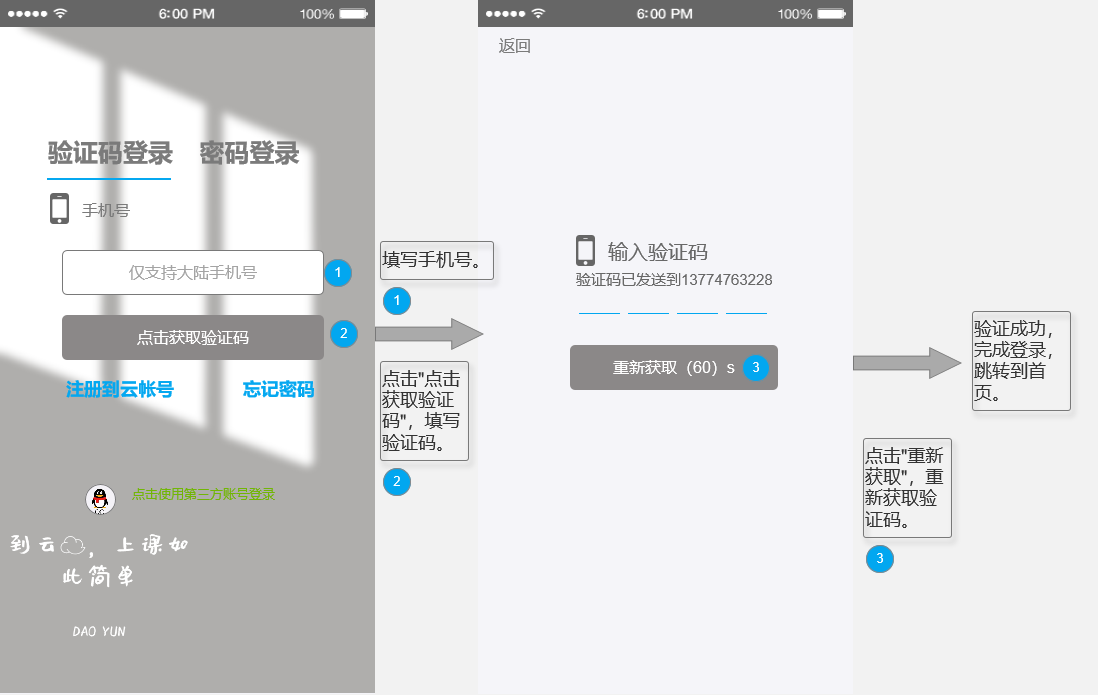 6:00 PM
100%
验证码登录
密码登录
手机号
仅支持大陆手机号
1
点击获取验证码
2
注册到云帐号
忘记密码
点击使用第三方账号登录
到云，上课如
此简单
DAO YUN
填写手机号。
1
点击"点击
获取验证
码"，填写
验证码。
2
6:00 PM
100%
返回
输入验证码
验证码已发送到13774763228
重新获取（60）s
3
点击"重新
获取"，重
新获取验
证码。
3
验证成功，
完成登录，
跳转到首
页。